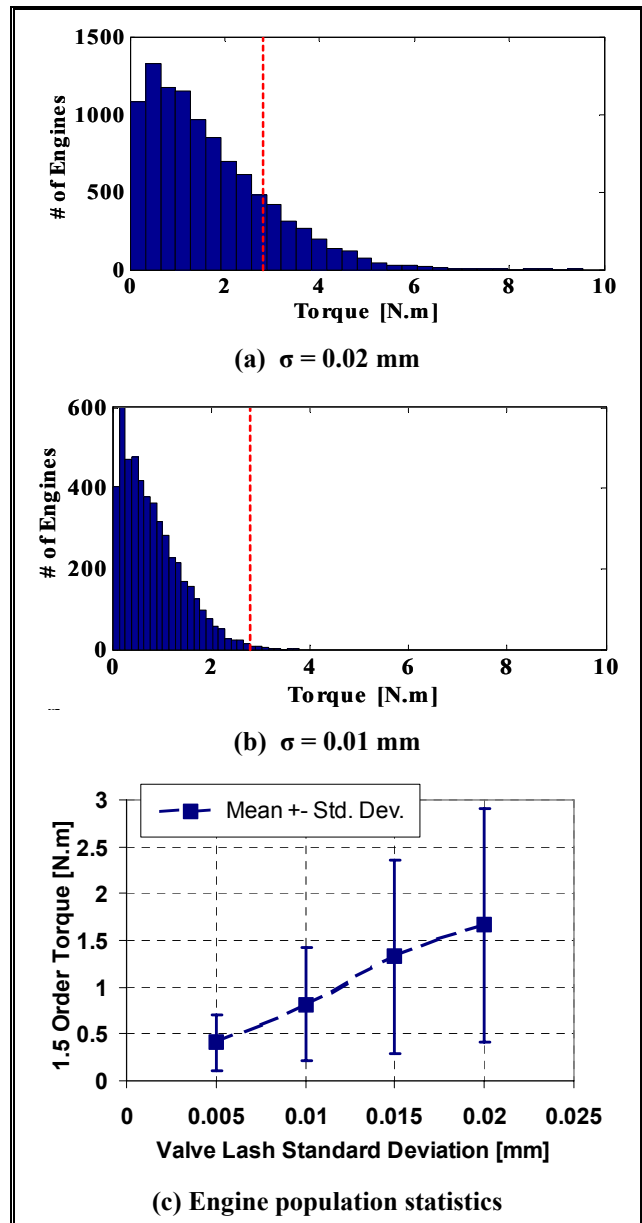 1500
1000
500
0
# of Engines
0 2 4 6 8 10
Torque [N.m]
(a) σ = 0.02 mm
600
400
200
0
# of Engines
0 2 4 6 8 10
Torque [N.m]
(b) σ = 0.01 mm
Mean +- Std. Dev.
3
2.5
2
1.5
1
0.5
0
1.5 Order Torque [N.m]
0 0.005 0.01 0.015 0.02 0.025
Valve Lash Standard Deviation [mm]
(c) Engine population statistics